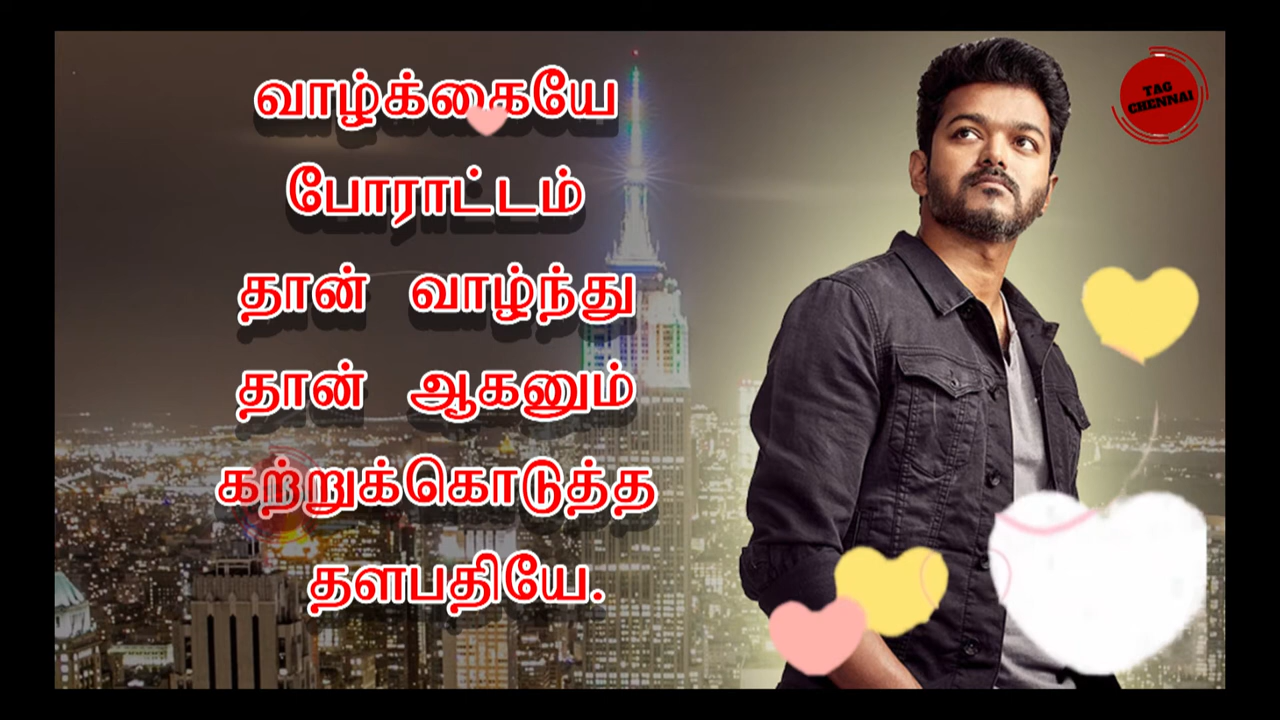 வாழ்க்கையே
போராட்டம்
தான் வாழ்ந்து
தான் ஆகனும்
கற்றுக்கொடுத்த
தளபதியே.
TAG
CHENNAI